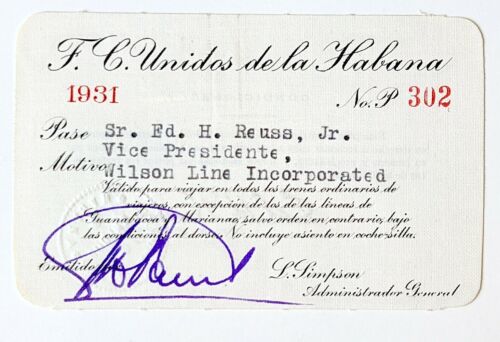 F. C. Unidos de la Habana
1931 No. P 302
Pase Sr. Ed. H. Reuss, Jr.
Motivo Vice Presidente,
Wilson Line Incorporated
Válido para viajar en todos los trenes ordinarios de
viajeros, con excepción de los de las líneas de
Guanabacoa y Marianao, salvo orden en contrario, bajo
las condiciones al dorso. No incluye asiento en coche-silla.
Emitido L. Simpson
Administrador General